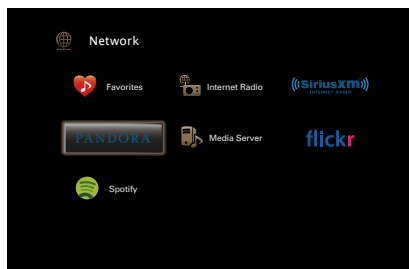 Network
Favorites
Internet Radio
((SiriusXM))
INTERNET RADIO
PANDORA
Media Server
flickr
Spotify